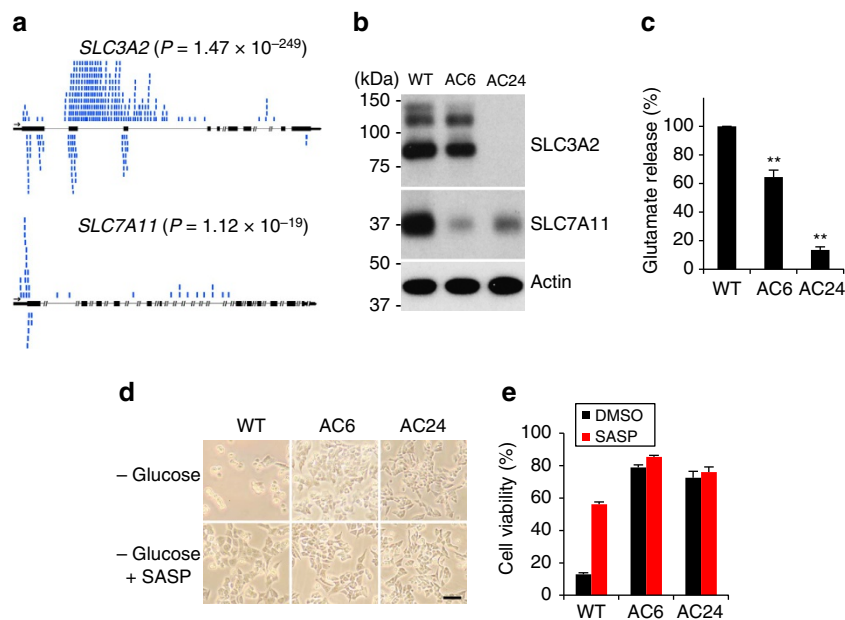 a
SLC3A2 (P = 1.47 × 10–249)
SLC7A11 (P = 1.12 × 10–19)
b
WT AC6 AC24
(kDa)
150
100
75
SLC3A2
37
SLC7A11
50
Actin
37
c
Glutamate release (%)
100
80
60
40
20
0
**
**
WT AC6 AC24
d
WT AC6 AC24
– Glucose
– Glucose
+ SASP
e
DMSO
SASP
Cell viability (%)
100
80
60
40
20
0
WT AC6 AC24